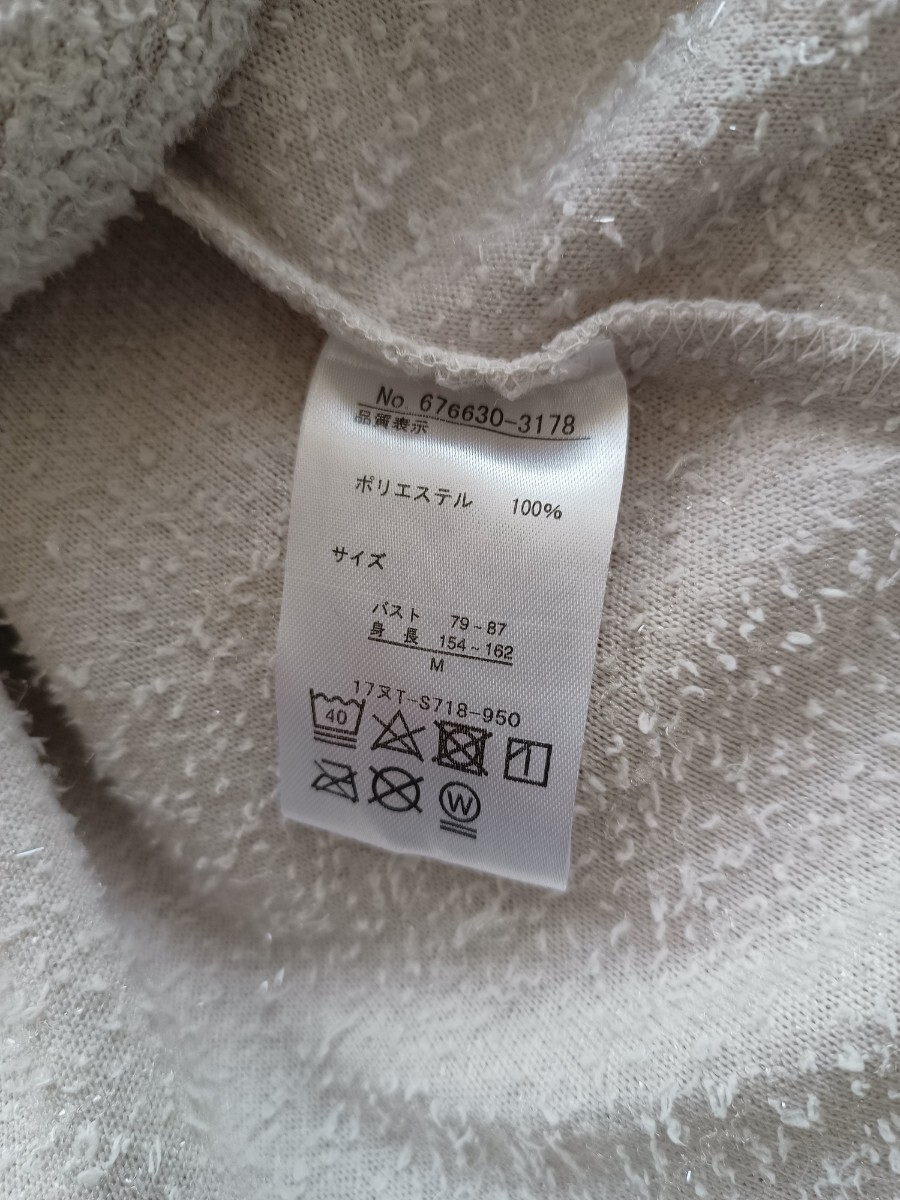 No. 676630-3178
品質表示
ポリエステル 100%
サイズ
バスト 79-87
身長 154~162
M
17ヌT-S718-950
40
W